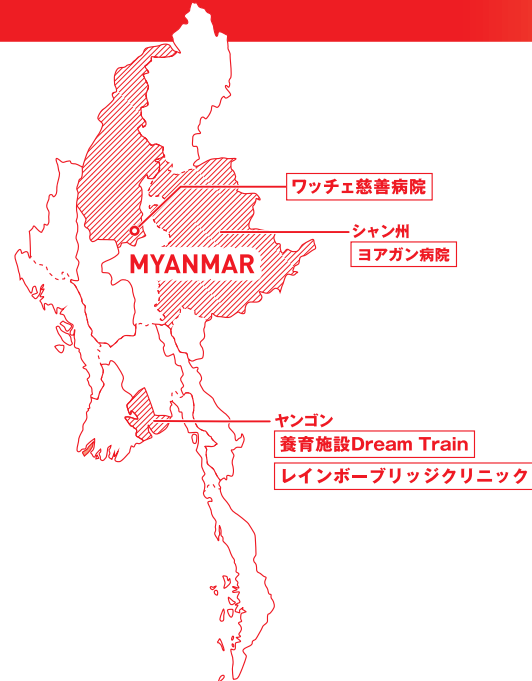 ワッチェ慈善病院
シャン州
ヨアガン病院
MYANMAR
ヤンゴン
養育施設Dream Train
レインボーブリッジクリニック